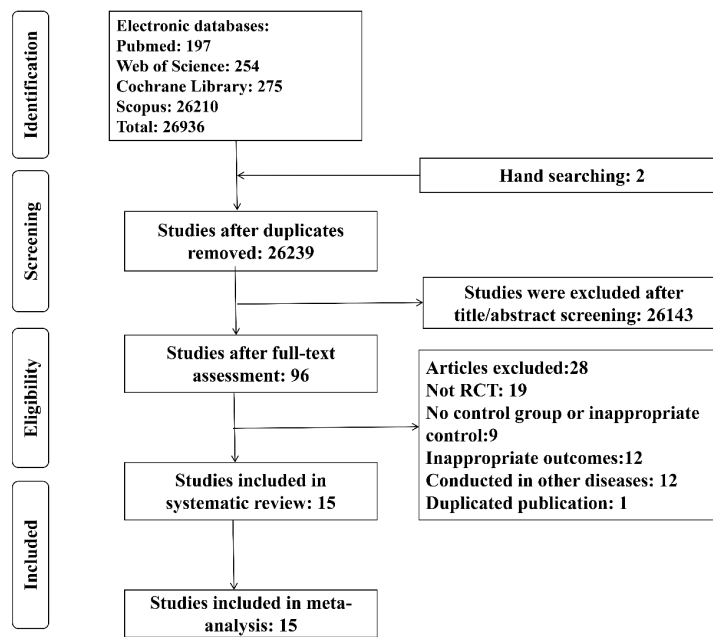 Identification
Electronic databases:
Pubmed: 197
Web of Science: 254
Cochrane Library: 275
Scopus: 26210
Total: 26936
Hand searching: 2
Screening
Studies after duplicates
removed: 26239
Studies were excluded after
title/abstract screening: 26143
Eligibility
Studies after full-text
assessment: 96
Articles excluded:28
Not RCT: 19
No control group or inappropriate
control:9
Inappropriate outcomes:12
Conducted in other diseases: 12
Duplicated publication: 1
Studies included in
systematic review: 15
Included
Studies included in meta-
analysis: 15